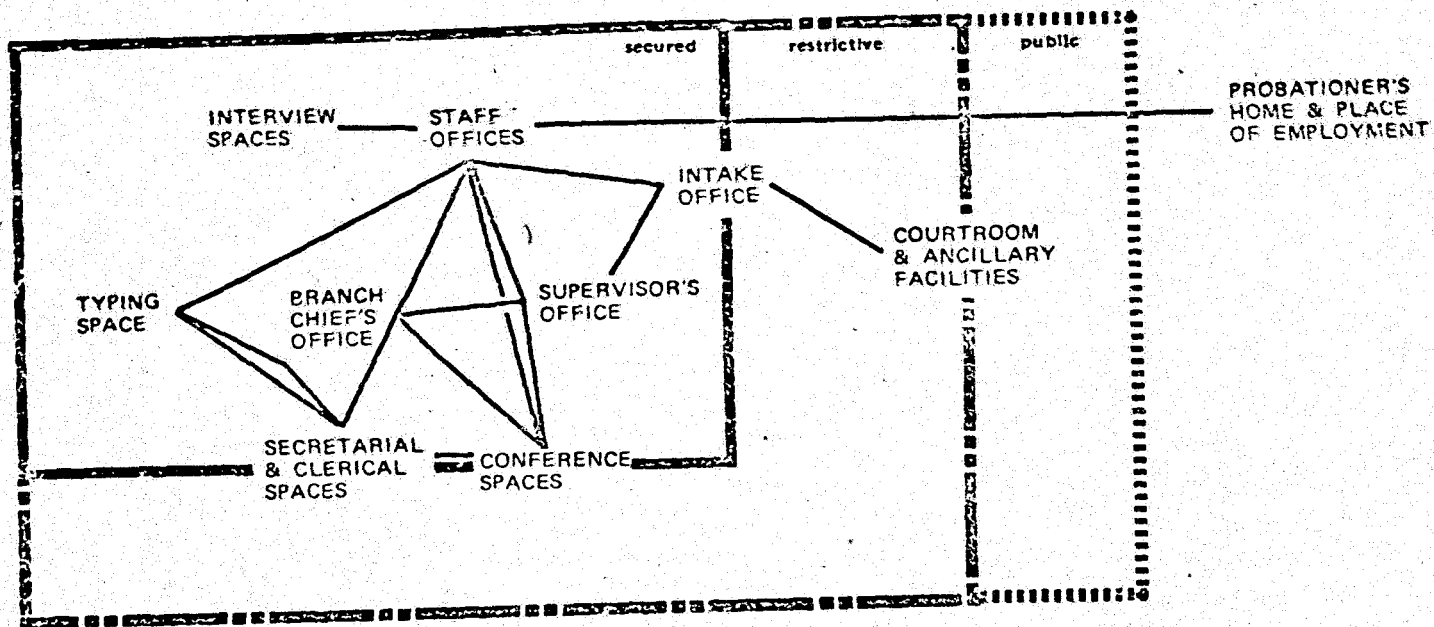 secured
restrictive
public
PROBATIONER'S
HOME & PLACE
OF EMPLOYMENT
INTERVIEW
SPACES
STAFF
OFFICES
INTAKE
OFFICE
COURTROOM
& ANCILLARY
FACILITIES
TYPING
SPACE
BRANCH
CHIEF'S
OFFICE
SUPERVISOR'S
OFFICE
SECRETARIAL
& CLERICAL
SPACES
CONFERENCE
SPACES